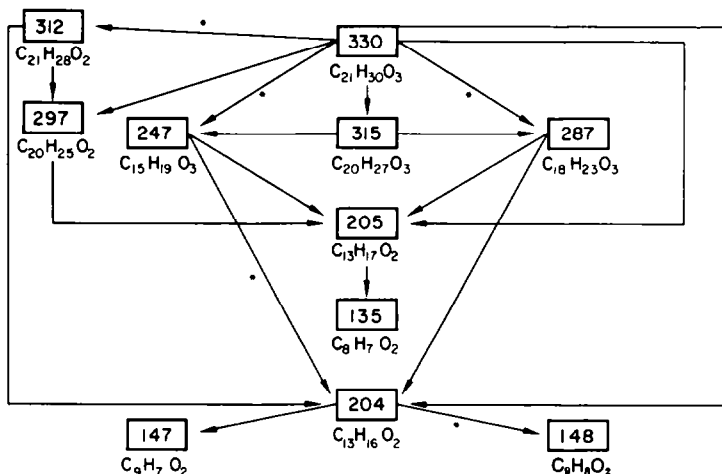 312
330
C₂₁H₂₈O₂
C₂₁H₃₀O₃
297
247
315
287
C₂₀H₂₅O₂
C₁₅H₁₉O₃
C₂₀H₂₇O₃
C₁₈H₂₃O₃
205
C₁₃H₁₇O₂
135
C₈H₇O₂
204
C₁₃H₁₆O₂
147
148
C₉H₇O₂
C₉H₈O₂